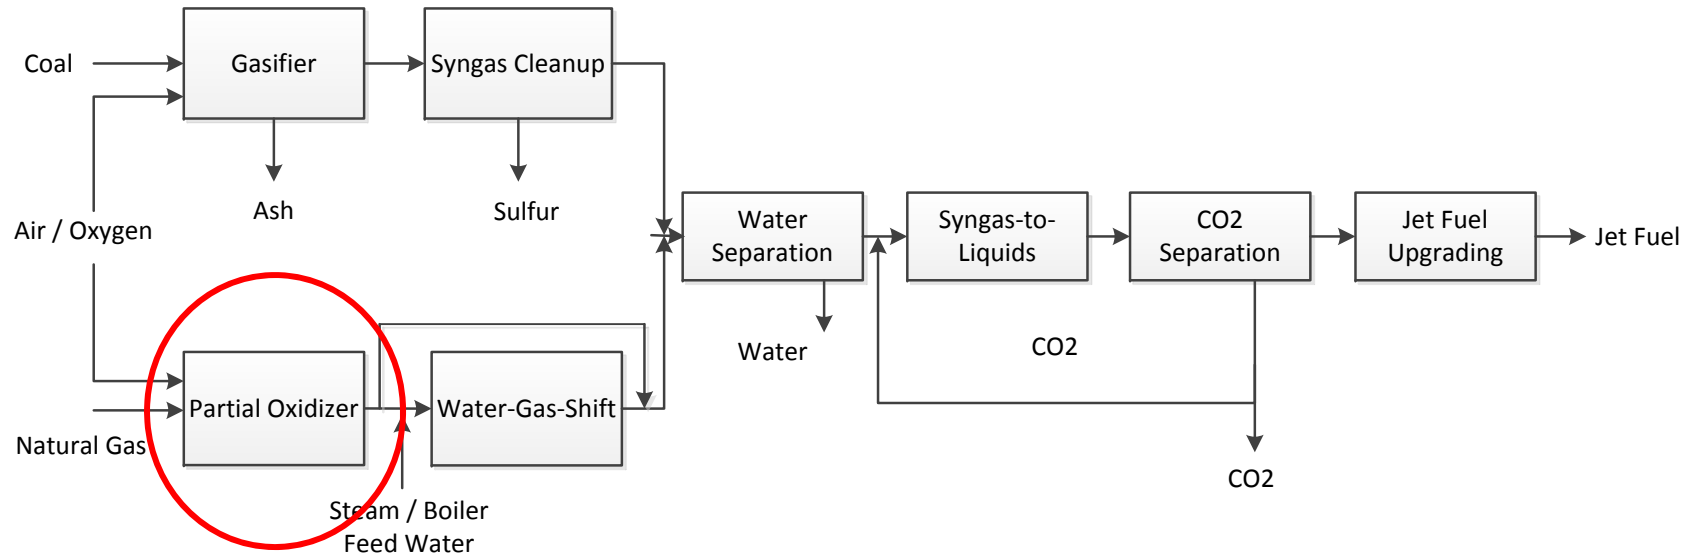 Coal
Gasifier
Syngas Cleanup
Ash
Sulfur
Air / Oxygen
Water
Separation
Syngas-to-
Liquids
CO2
Separation
Jet Fuel
Upgrading
Jet Fuel
Water
CO2
Partial Oxidizer
Water-Gas-Shift
Natural Gas
CO2
Steam / Boiler
Feed Water